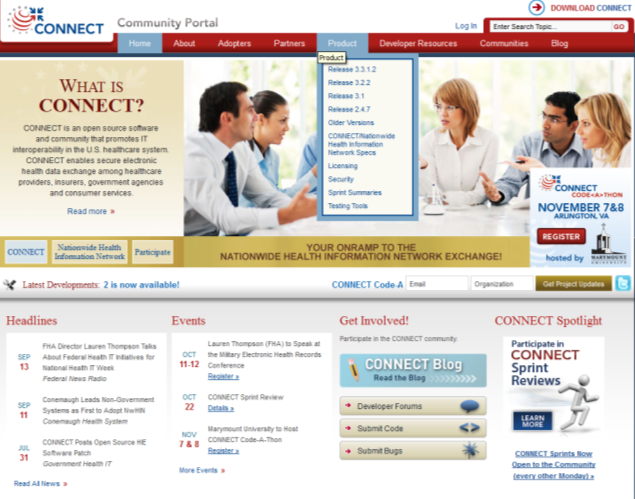 DOWNLOAD CONNECT
CONNECT
Community Portal
Log In
Enter Search Topic...
GO
Home
About
Adopters
Partners
Product
Developer Resources
Communities
Blog
Product
Release 3.3.1.2
Release 3.2.2
Release 3.1
Release 2.4.7
Older Versions
CONNECT/Nationwide
Health Information
Network Specs
Licensing
Security
Sprint Summaries
Testing Tools
WHAT IS
CONNECT?
CONNECT is an open source software
and community that promotes IT
interoperability in the U.S. healthcare system.
CONNECT enables secure electronic
health data exchange among healthcare
providers, insurers, government agencies
and consumer services.
Read more »
CONNECT
CODE<A>THON
NOVEMBER 7&8
ARLINGTON, VA
REGISTER
hosted by
MARYMOUNT
UNIVERSITY
CONNECT
Nationwide Health
Information Network
Participate
YOUR ONRAMP TO THE
NATIONWIDE HEALTH INFORMATION NETWORK EXCHANGE!
Latest Developments: 2 is now available!
CONNECT Code-A
Email
Organization
Get Project Updates
Headlines
SEP
13
FHA Director Lauren Thompson Talks
About Federal Health IT Initiatives for
National Health IT Week
Federal News Radio
SEP
11
Conemaugh Leads Non-Government
Systems as First to Adopt NwHIN
Conemaugh Health System
JUL
31
CONNECT Posts Open Source HIE
Software Patch
Government Health IT
Read All News »
Events
OCT
11-12
Lauren Thompson (FHA) to Speak at
the Military Electronic Health Records
Conference
Register »
OCT
22
CONNECT Sprint Review
Details »
NOV
7 & 8
Marymount University to Host
CONNECT Code-A-Thon
Register »
More Events »
Get Involved!
Participate in the CONNECT community.
CONNECT Blog
Read the Blog
Developer Forums
Submit Code
Submit Bugs
CONNECT Spotlight
Participate in
CONNECT
Sprint
Reviews
LEARN
MORE
CONNECT Sprints Now
Open to the Community
(every other Monday) »